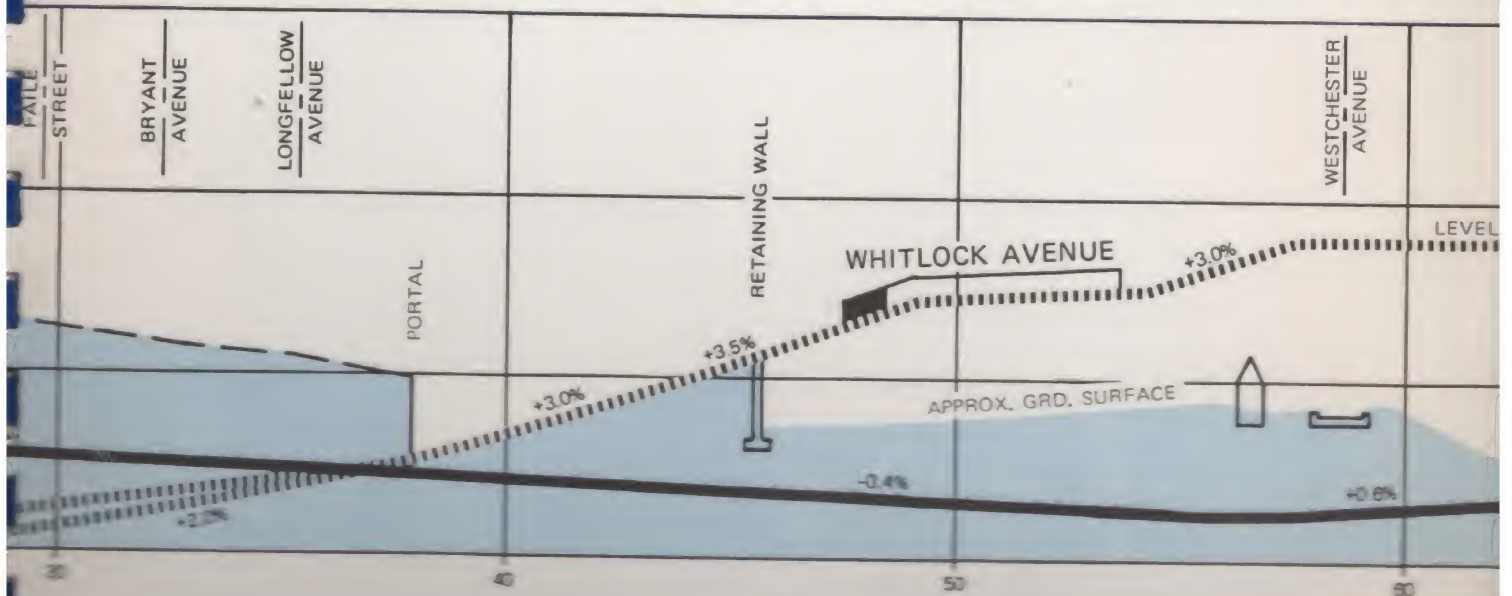 FAILE
STREET
BRYANT
AVENUE
LONGFELLOW
AVENUE
PORTAL
RETAINING WALL
WHITLOCK AVENUE
WESTCHESTER
AVENUE
LEVEL
+3.0%
+3.5%
+3.0%
APPROX. GRD. SURFACE
-0.4%
+0.6%
+2.0%
30
40
50
60